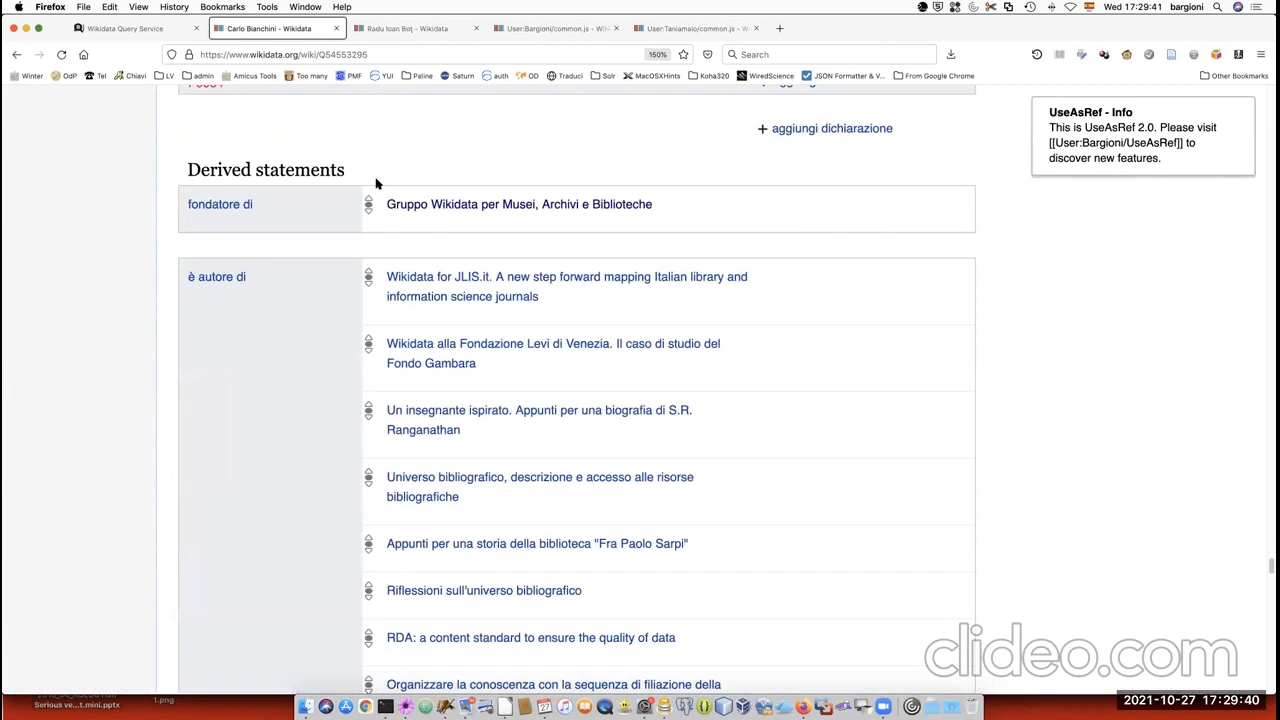 Firefox File Edit View History Bookmarks Tools Window Help
Wed 17:29:41 bargioni
Wikidata Query Service
Carlo Bianchini - Wikidata
Radu Ioan Boț - Wikidata
User:Bargioni/common.js - Wik
User:Taniamaio/common.js - W
https://www.wikidata.org/wiki/Q54553295
150%
Search
Winter OdP Tel Chiavi LV admin Amicus Tools Too many PMF YUI Paline Saturn auth OD Traduci Solr MacOSXHints Koha320 WiredScience JSON Formatter & V... From Google Chrome Other Bookmarks
+ aggiungi dichiarazione
UseAsRef - Info
This is UseAsRef 2.0. Please visit
[[User:Bargioni/UseAsRef]] to
discover new features.
Derived statements
fondatore di
Gruppo Wikidata per Musei, Archivi e Biblioteche
è autore di
Wikidata for JLIS.it. A new step forward mapping Italian library and
information science journals
Wikidata alla Fondazione Levi di Venezia. Il caso di studio del
Fondo Gambara
Un insegnante ispirato. Appunti per una biografia di S.R.
Ranganathan
Universo bibliografico, descrizione e accesso alle risorse
bibliografiche
Appunti per una storia della biblioteca "Fra Paolo Sarpi"
Riflessioni sull'universo bibliografico
RDA: a content standard to ensure the quality of data
Organizzare la conoscenza con la sequenza di filiazione della
clideo.com
1.png
Serious ve...t.mini.pptx
2021-10-27 17:29:40